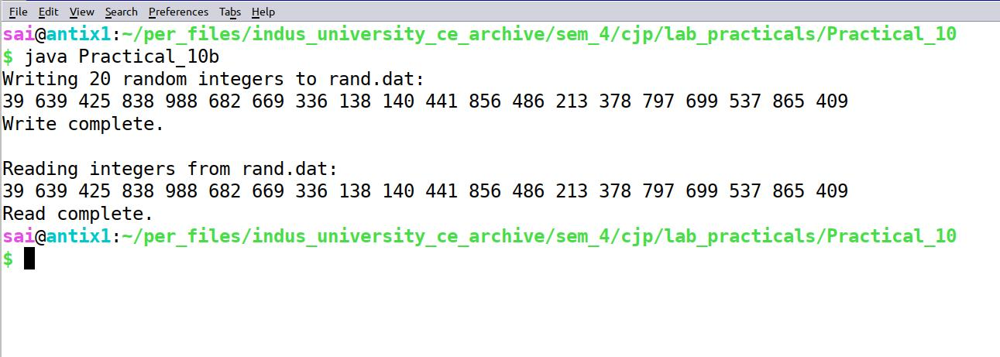 File Edit View Search Preferences Tabs Help
sai@antix1:~/per_files/indus_university_ce_archive/sem_4/cjp/lab_practicals/Practical_10
$ java Practical_10b
Writing 20 random integers to rand.dat:
39 639 425 838 988 682 669 336 138 140 441 856 486 213 378 797 699 537 865 409
Write complete.

Reading integers from rand.dat:
39 639 425 838 988 682 669 336 138 140 441 856 486 213 378 797 699 537 865 409
Read complete.
sai@antix1:~/per_files/indus_university_ce_archive/sem_4/cjp/lab_practicals/Practical_10
$